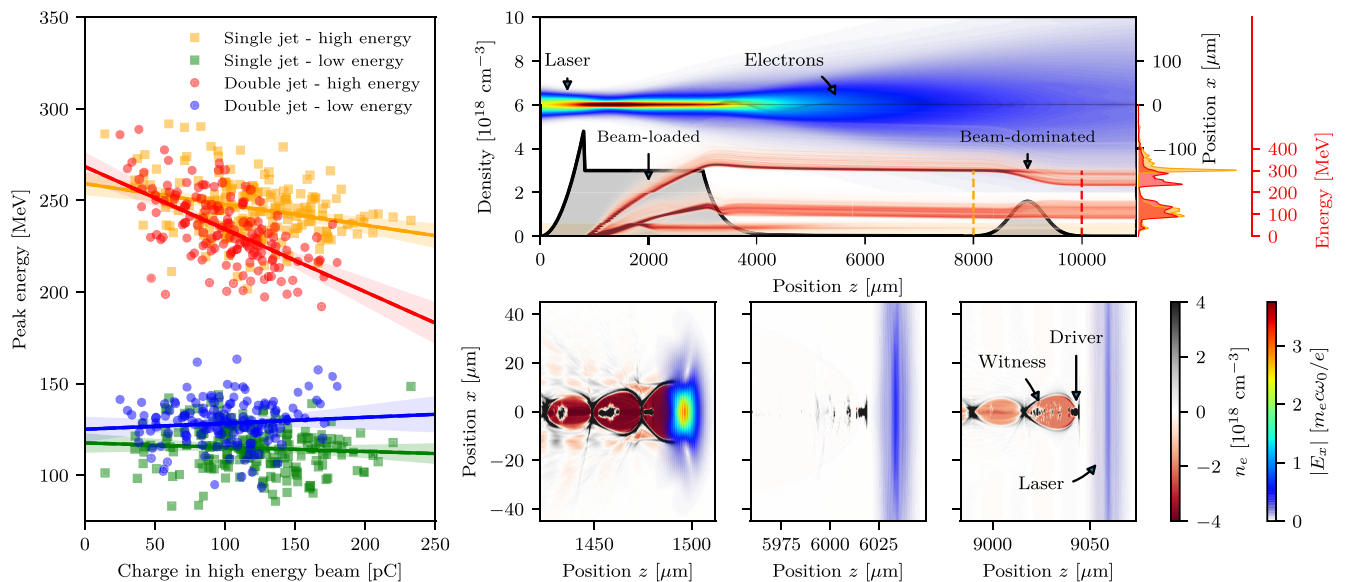 350
300
250
200
150
100
Peak energy [MeV]
0 50 100 150 200 250
Charge in high energy beam [pC]
Single jet - high energy
Single jet - low energy
Double jet - high energy
Double jet - low energy
10
8
6
4
2
0
Density [10^18 cm^−3]
Laser
Electrons
Beam-loaded
Beam-dominated
0 2000 4000 6000 8000 10000
Position z [μm]
100
0
−100
Position x [μm]
400
300
200
100
0
Energy [MeV]
40
20
0
−20
−40
Position x [μm]
1450 1500
Position z [μm]
5975 6000 6025
Position z [μm]
Witness
Driver
Laser
9000 9050
Position z [μm]
4
2
0
−2
−4
n_e [10^18 cm^−3]
3
2
1
0
|E_x| [m_e c ω_0/e]